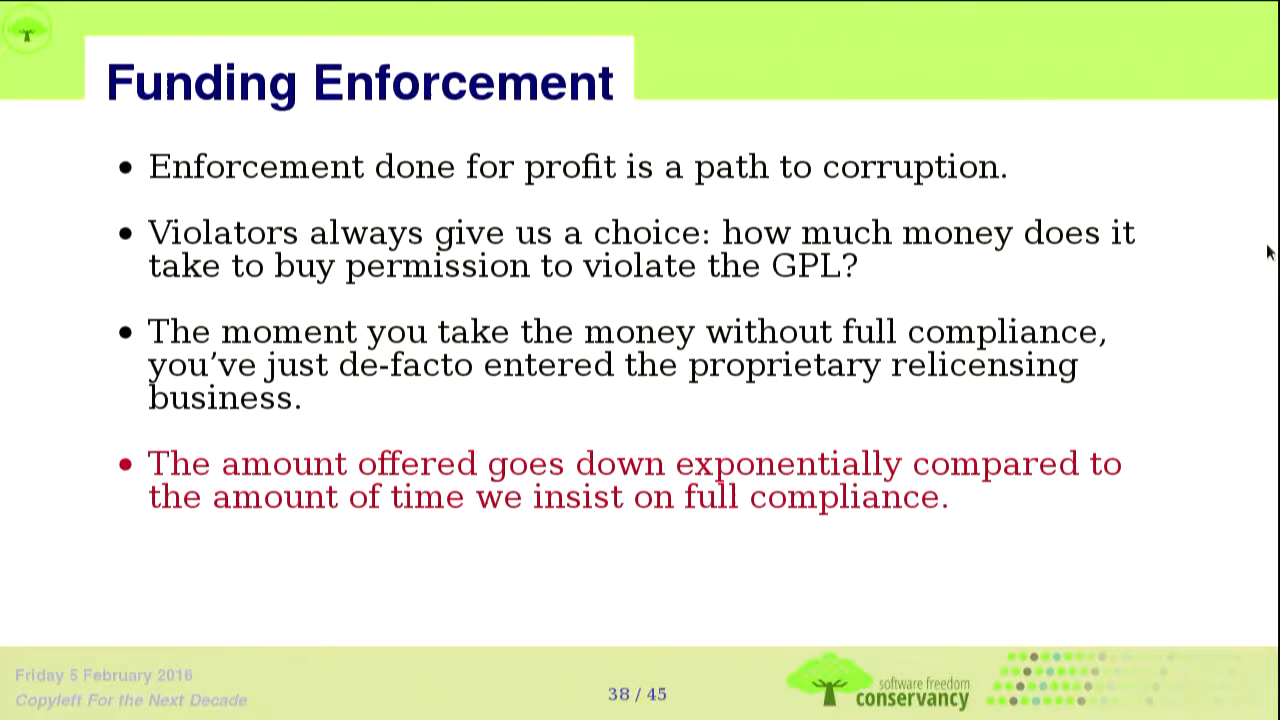 Funding Enforcement
• Enforcement done for profit is a path to corruption.
• Violators always give us a choice: how much money does it
take to buy permission to violate the GPL?
• The moment you take the money without full compliance,
you’ve just de-facto entered the proprietary relicensing
business.
• The amount offered goes down exponentially compared to
the amount of time we insist on full compliance.
Friday 5 February 2016
Copyleft For the Next Decade
38 / 45
software freedom
conservancy